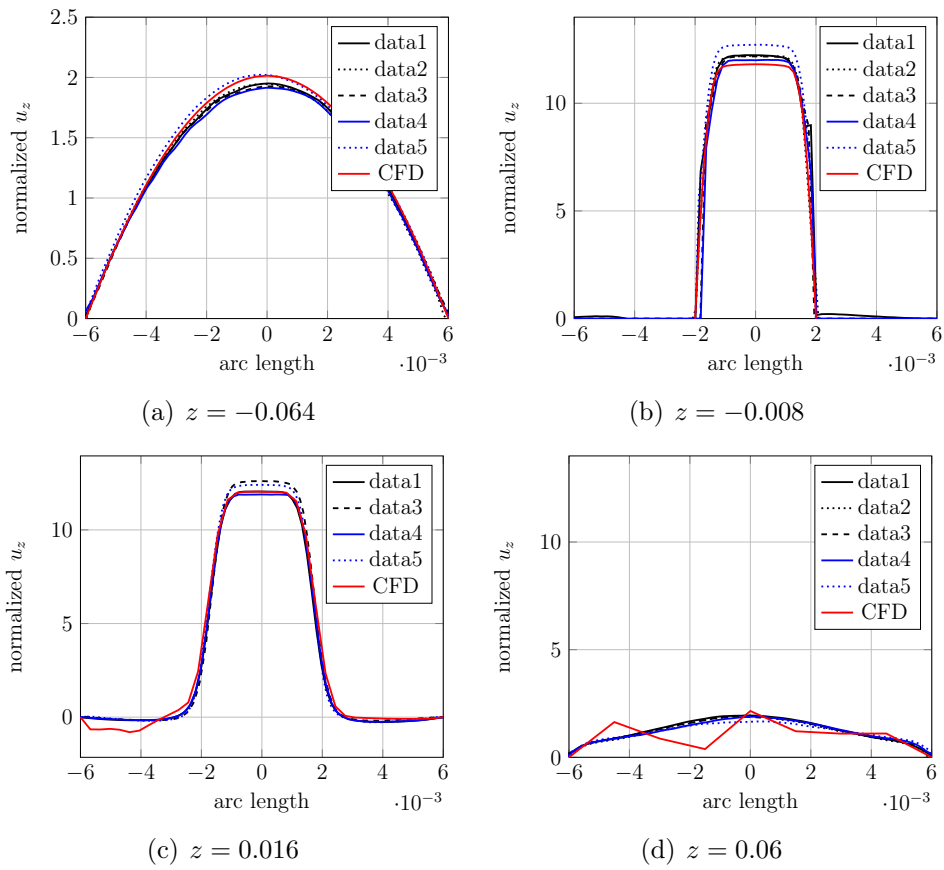 2.5
2
1.5
1
0.5
0
normalized u_z
−6 −4 −2 0 2 4 6
arc length
·10⁻³
data1
data2
data3
data4
data5
CFD
(a) z = −0.064
10
5
0
normalized u_z
−6 −4 −2 0 2 4 6
arc length
·10⁻³
data1
data2
data3
data4
data5
CFD
(b) z = −0.008
10
5
0
normalized u_z
−6 −4 −2 0 2 4 6
arc length
·10⁻³
data1
data3
data4
data5
CFD
(c) z = 0.016
10
5
0
normalized u_z
−6 −4 −2 0 2 4 6
arc length
·10⁻³
data1
data2
data3
data4
data5
CFD
(d) z = 0.06